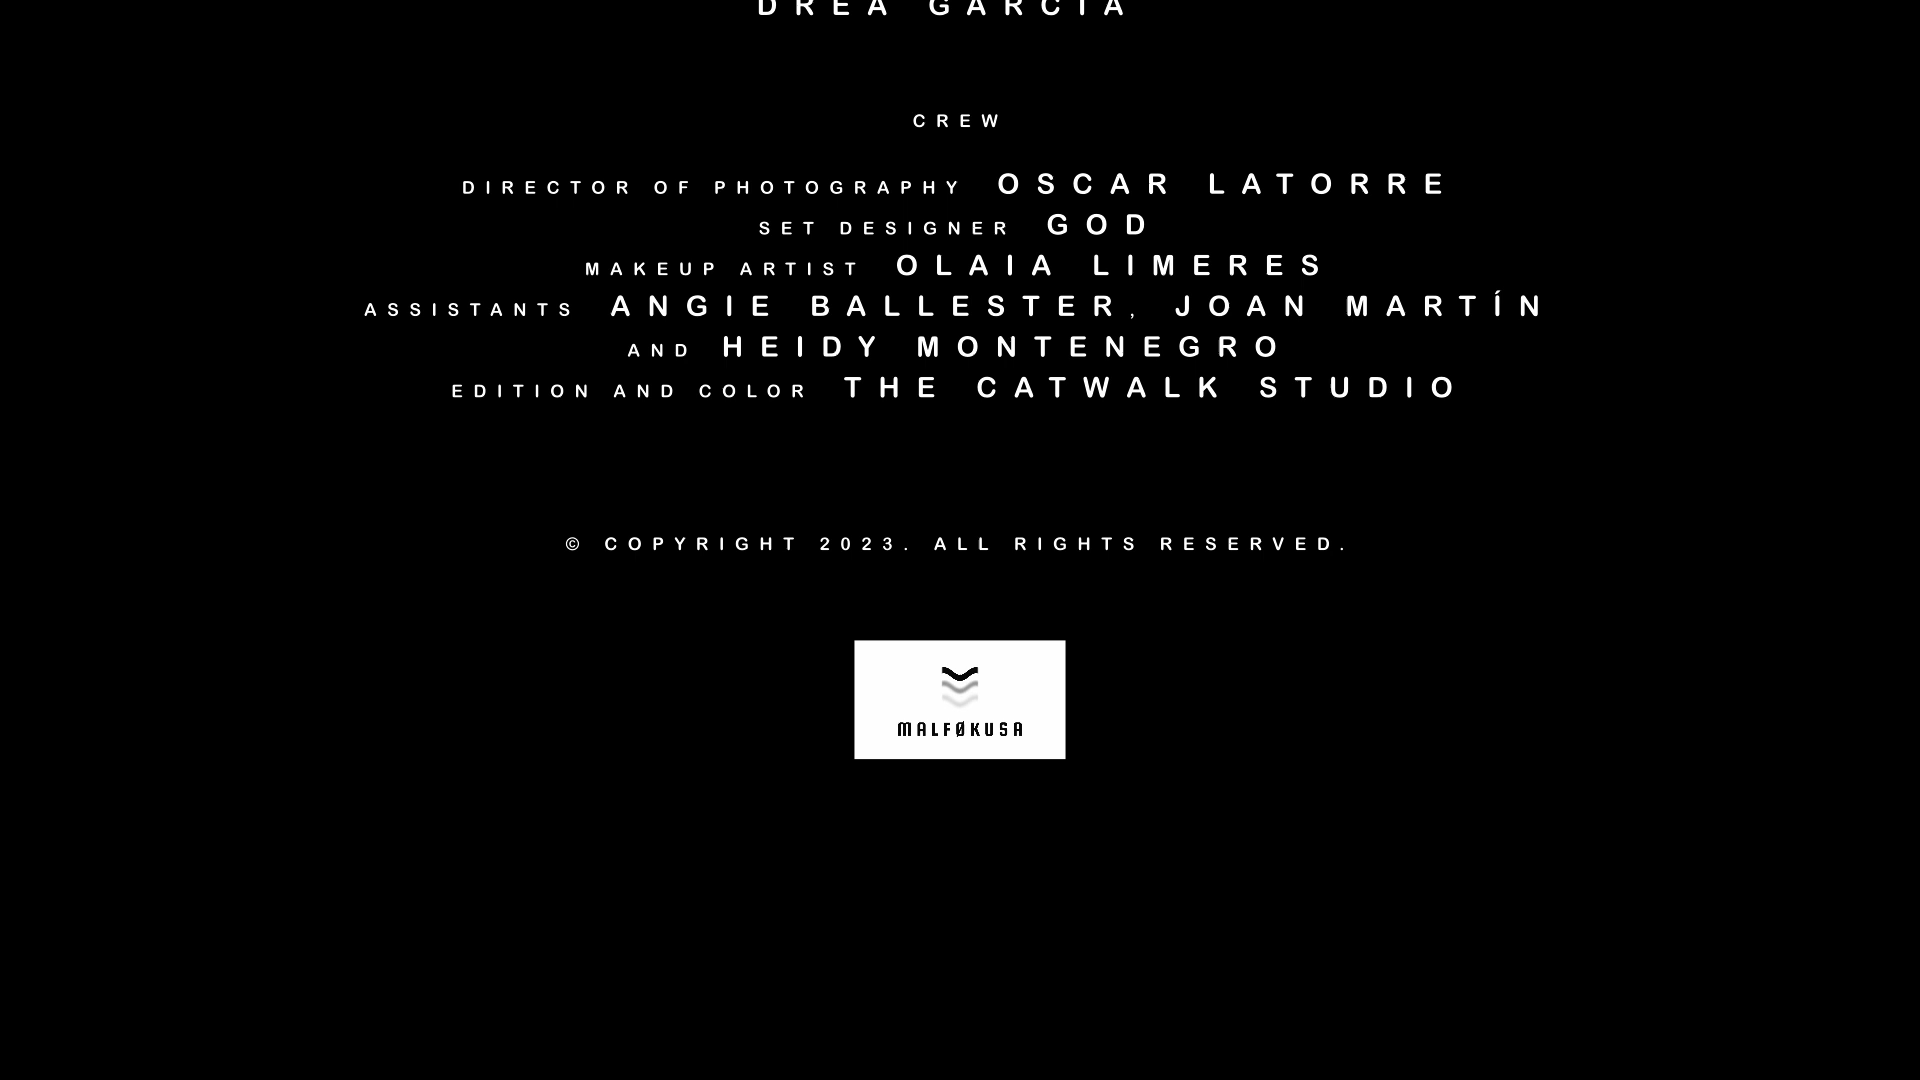 DREA GARCÍA
CREW
DIRECTOR OF PHOTOGRAPHY OSCAR LATORRE
SET DESIGNER GOD
MAKEUP ARTIST OLAIA LIMERES
ASSISTANTS ANGIE BALLESTER, JOAN MARTÍN
AND HEIDY MONTENEGRO
EDITION AND COLOR THE CATWALK STUDIO
© COPYRIGHT 2023. ALL RIGHTS RESERVED.
MALFØKUSA